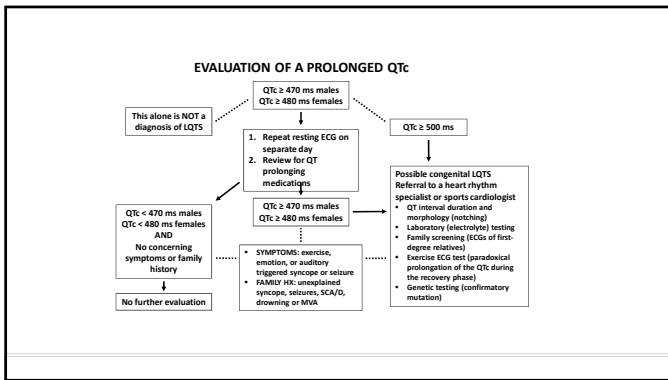 EVALUATION OF A PROLONGED QTc
QTc ≥ 470 ms males
QTc ≥ 480 ms females
This alone is NOT a
diagnosis of LQTS
QTc ≥ 500 ms
1. Repeat resting ECG on
separate day
2. Review for QT
prolonging
medications
Possible congenital LQTS
Referral to a heart rhythm
specialist or sports cardiologist
• QT interval duration and
morphology (notching)
• Laboratory (electrolyte) testing
• Family screening (ECGs of first-
degree relatives)
• Exercise ECG test (paradoxical
prolongation of the QTc during
the recovery phase)
• Genetic testing (confirmatory
mutation)
QTc ≥ 470 ms males
QTc ≥ 480 ms females
QTc < 470 ms males
QTc < 480 ms females
AND
No concerning
symptoms or family
history
• SYMPTOMS: exercise,
emotion, or auditory
triggered syncope or seizure
• FAMILY HX: unexplained
syncope, seizures, SCA/D,
drowning or MVA
No further evaluation